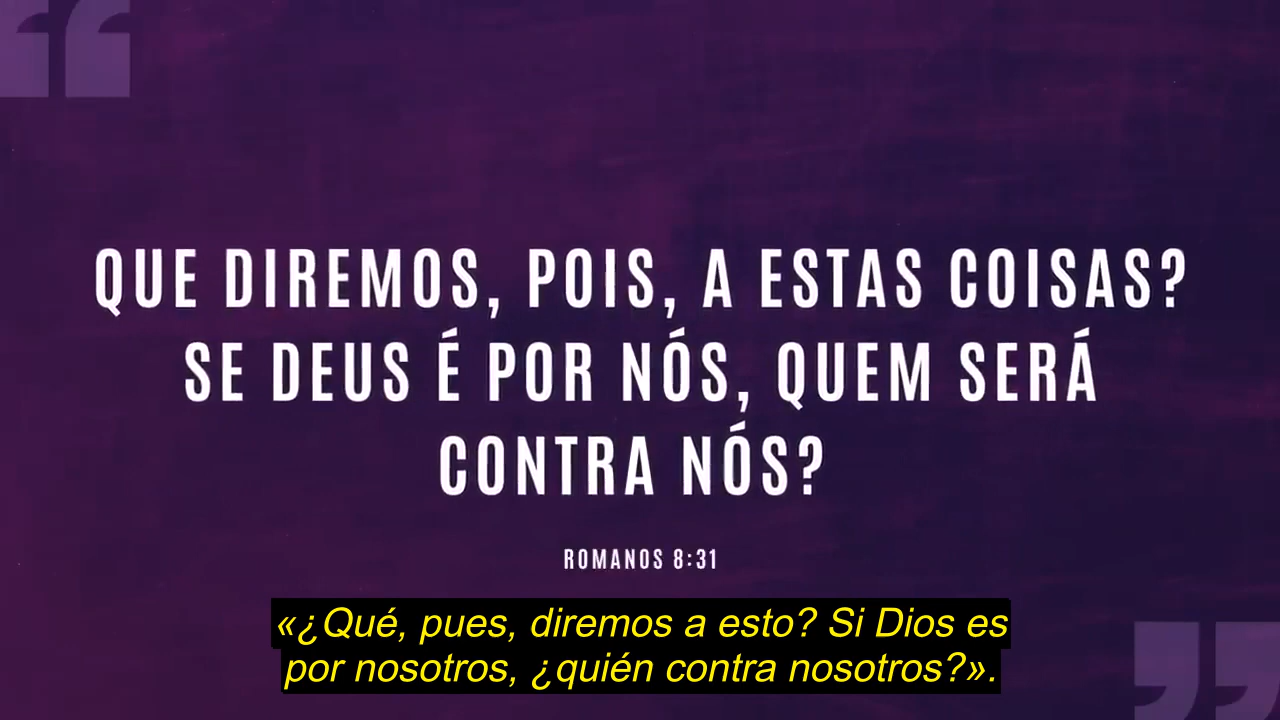 QUE DIREMOS, POIS, A ESTAS COISAS?
SE DEUS É POR NÓS, QUEM SERÁ
CONTRA NÓS?
ROMANOS 8:31
«¿Qué, pues, diremos a esto? Si Dios es
por nosotros, ¿quién contra nosotros?».